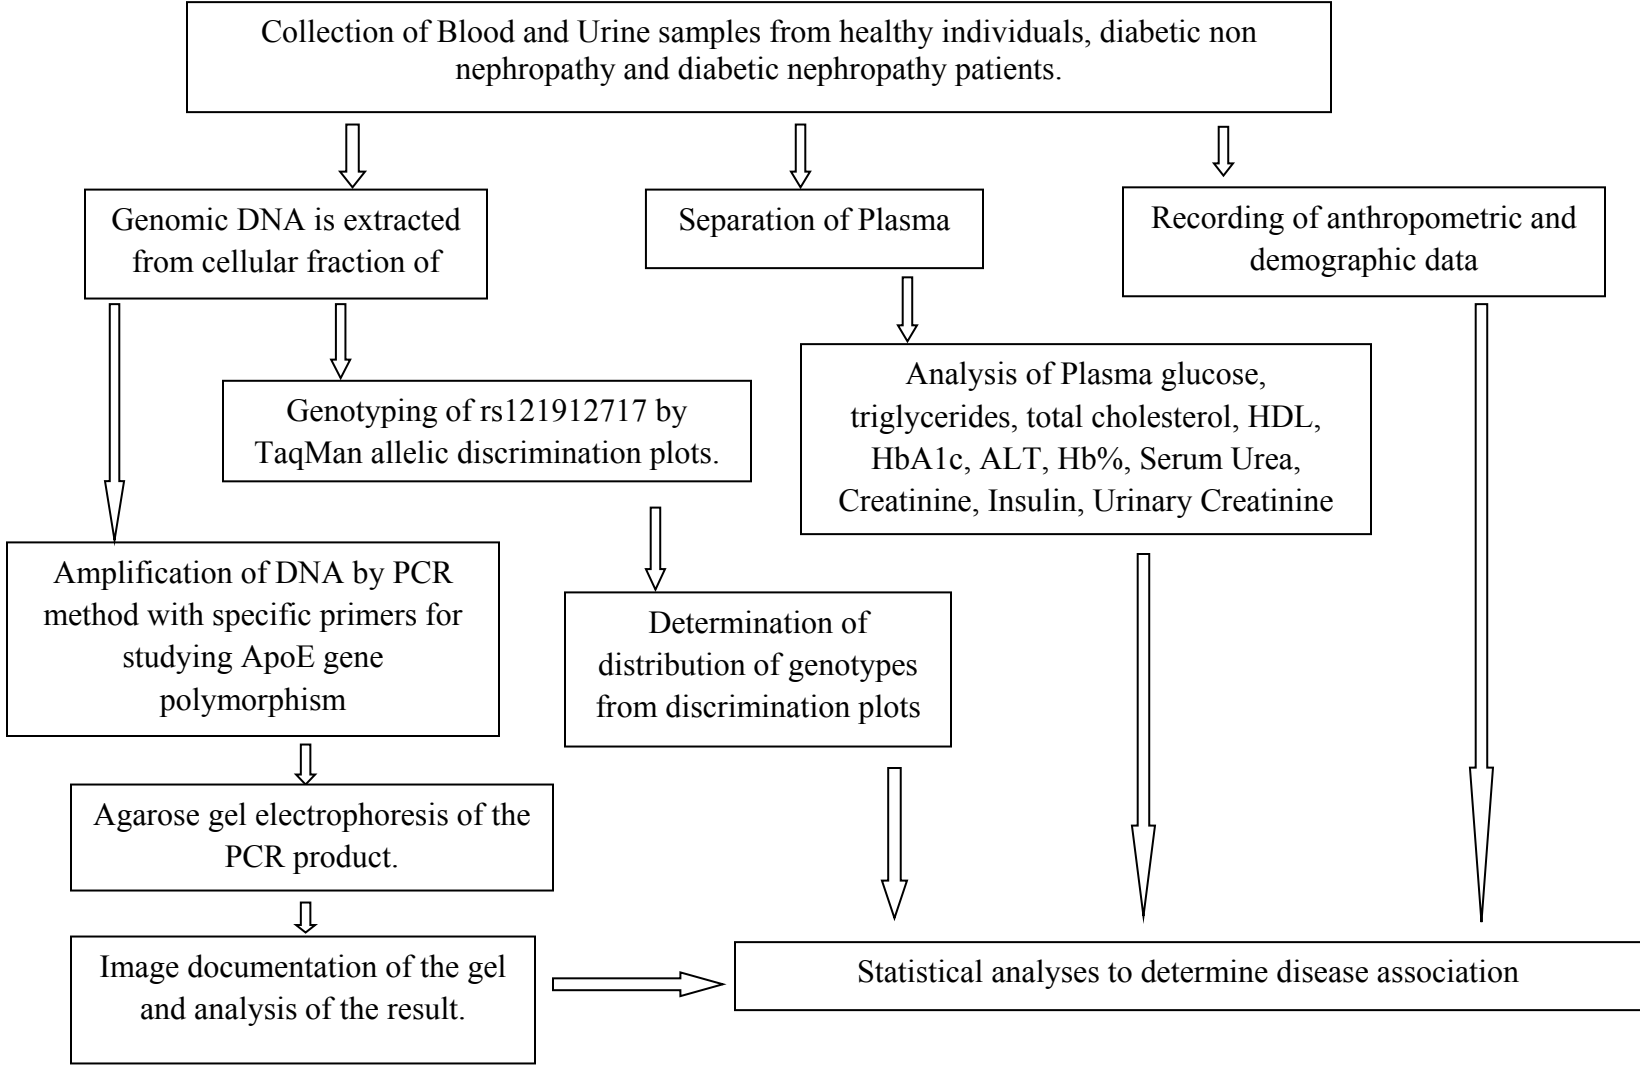 Collection of Blood and Urine samples from healthy individuals, diabetic non
nephropathy and diabetic nephropathy patients.
Genomic DNA is extracted
from cellular fraction of
Separation of Plasma
Recording of anthropometric and
demographic data
Genotyping of rs121912717 by
TaqMan allelic discrimination plots.
Analysis of Plasma glucose,
triglycerides, total cholesterol, HDL,
HbA1c, ALT, Hb%, Serum Urea,
Creatinine, Insulin, Urinary Creatinine
Amplification of DNA by PCR
method with specific primers for
studying ApoE gene
polymorphism
Determination of
distribution of genotypes
from discrimination plots
Agarose gel electrophoresis of the
PCR product.
Image documentation of the gel
and analysis of the result.
Statistical analyses to determine disease association